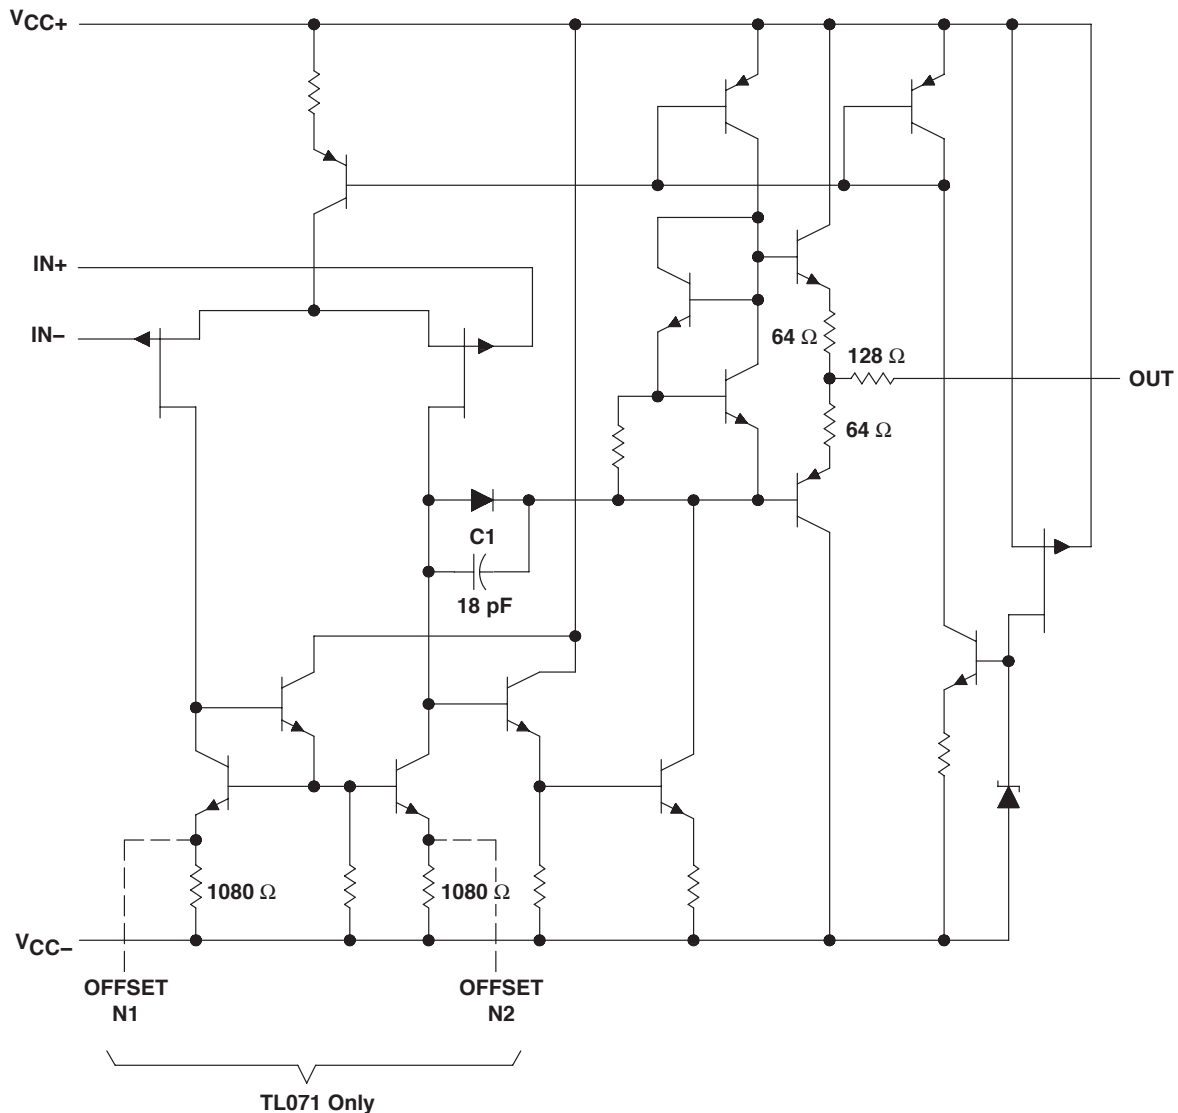 VCC+
IN+
IN−
64 Ω
128 Ω
OUT
64 Ω
C1
18 pF
1080 Ω
1080 Ω
VCC−
OFFSET
N1
OFFSET
N2
TL071 Only